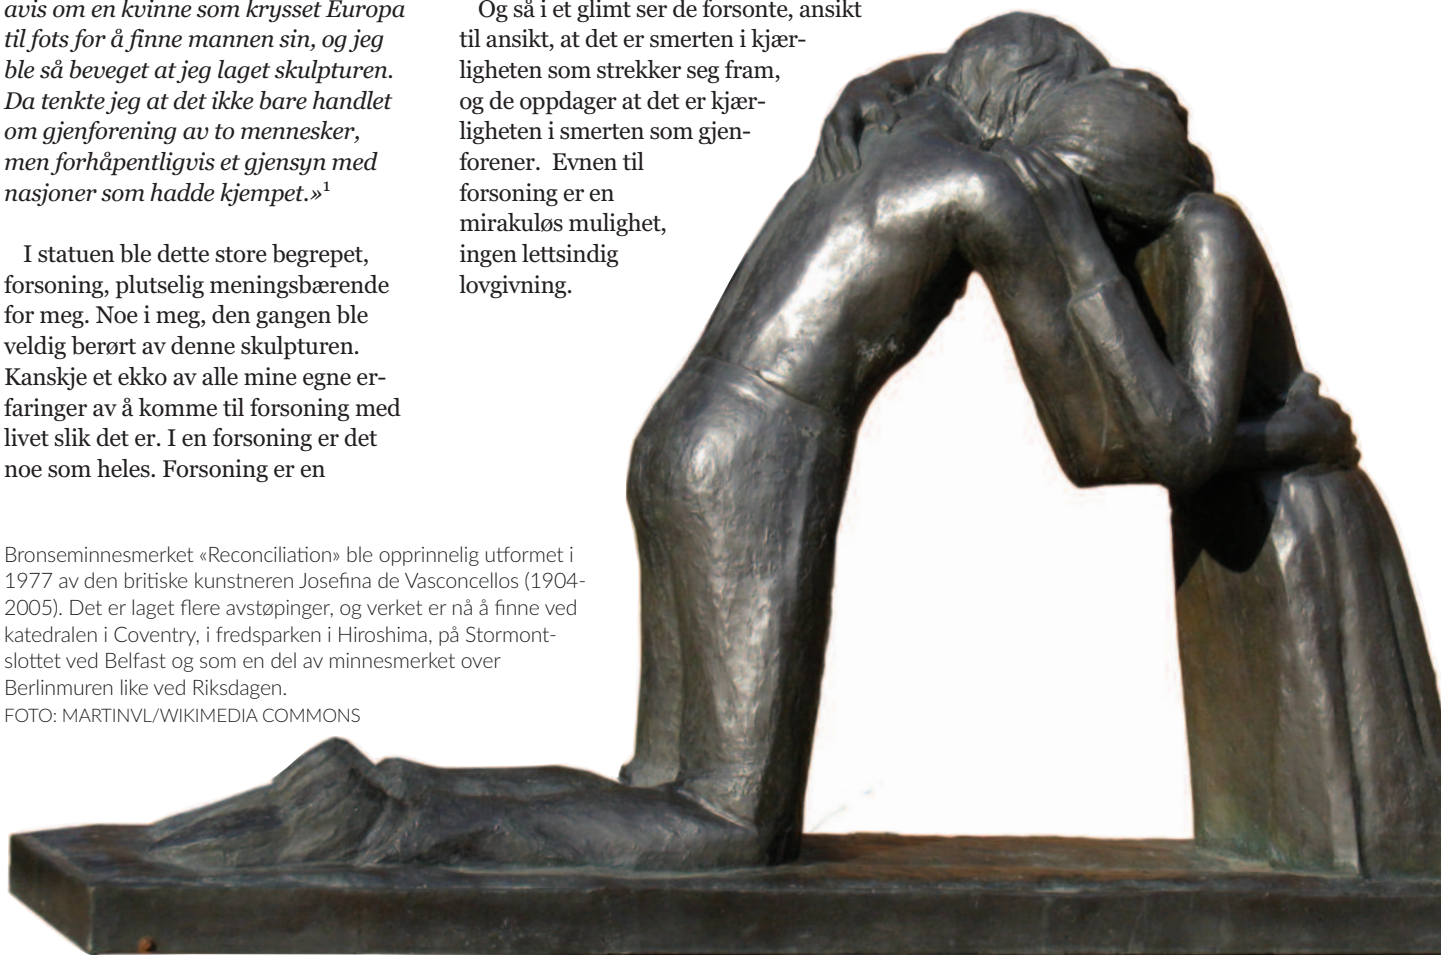 avis om en kvinne som krysset Europa
til fots for å finne mannen sin, og jeg
ble så beveget at jeg laget skulpturen.
Da tenkte jeg at det ikke bare handlet
om gjenforening av to mennesker,
men forhåpentligvis et gjensyn med
nasjoner som hadde kjempet.»¹
I statuen ble dette store begrepet,
forsoning, plutselig meningsbærende
for meg. Noe i meg, den gangen ble
veldig berørt av denne skulpturen.
Kanskje et ekko av alle mine egne er-
faringer av å komme til forsoning med
livet slik det er. I en forsoning er det
noe som heles. Forsoning er en
Og så i et glimt ser de forsonte, ansikt
til ansikt, at det er smerten i kjær-
ligheten som strekker seg fram,
og de oppdager at det er kjær-
ligheten i smerten som gjen-
forener. Evnen til
forsoning er en
mirakuløs mulighet,
ingen lettsindig
lovgivning.
Bronseminnesmerket «Reconciliation» ble opprinnelig utformet i
1977 av den britiske kunstneren Josefina de Vasconcellos (1904-
2005). Det er laget flere avstøpinger, og verket er nå å finne ved
katedralen i Coventry, i fredsparken i Hiroshima, på Stormont-
slottet ved Belfast og som en del av minnesmerket over
Berlinmuren like ved Riksdagen.
FOTO: MARTINVL/WIKIMEDIA COMMONS